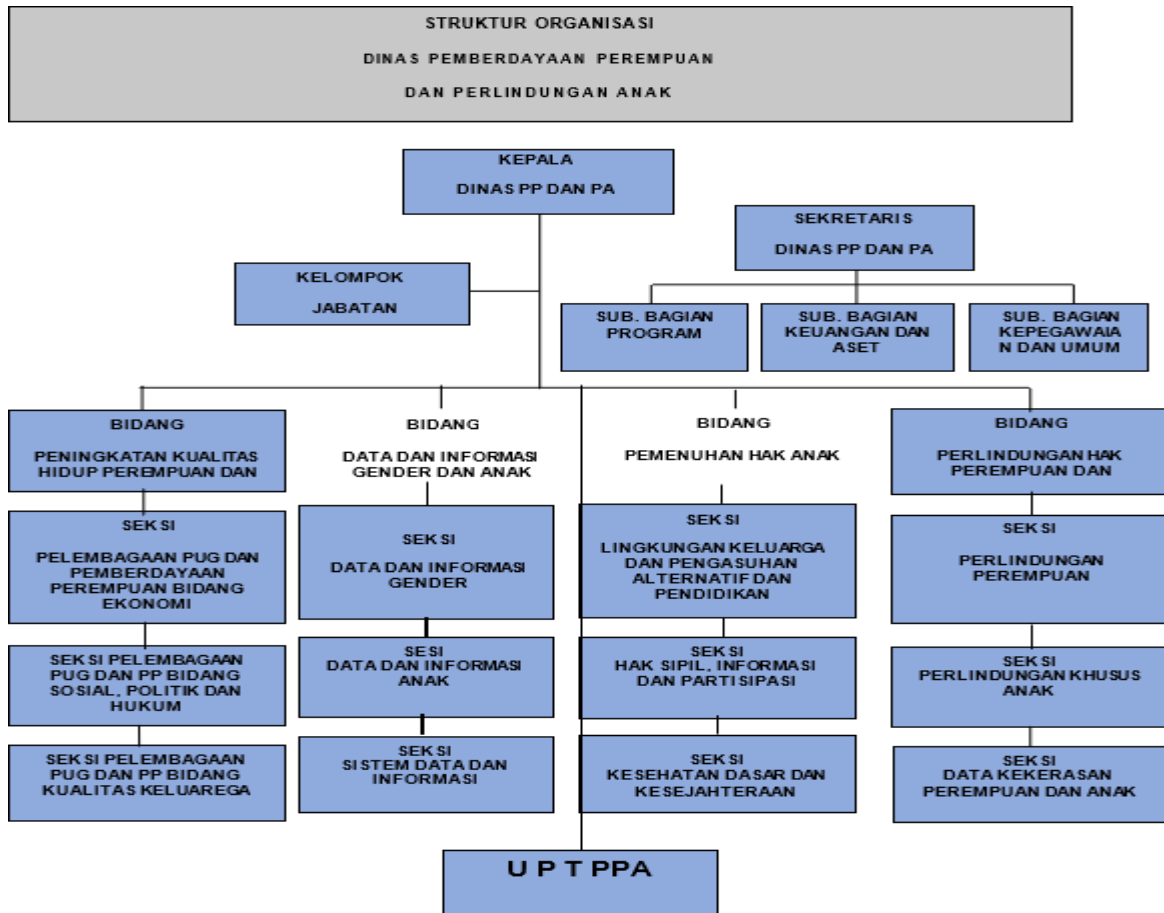 STRUKTUR ORGANISASI
DINAS PEMBERDAYAAN PEREMPUAN
DAN PERLINDUNGAN ANAK
KEPALA
DINAS PP DAN PA
SEKRETARIS
DINAS PP DAN PA
KELOMPOK
JABATAN
SUB. BAGIAN
PROGRAM
SUB. BAGIAN
KEUANGAN DAN
ASET
SUB. BAGIAN
KEPEGAWAIA
N DAN UMUM
BIDANG
PENINGKATAN KUALITAS
HIDUP PEREMPUAN DAN
BIDANG
DATA DAN INFORMASI
GENDER DAN ANAK
BIDANG
PEMENUHAN HAK ANAK
BIDANG
PERLINDUNGAN HAK
PEREMPUAN DAN
SEKSI
PELEMBAGAAN PUG DAN
PEMBERDAYAAN
PEREMPUAN BIDANG
EKONOMI
SEKSI
DATA DAN INFORMASI
GENDER
SEKSI
LINGKUNGAN KELUARGA
DAN PENGASUHAN
ALTERNATIF DAN
PENDIDIKAN
SEKSI
PERLINDUNGAN
PEREMPUAN
SEKSI PELEMBAGAAN
PUG DAN PP BIDANG
SOSIAL, POLITIK DAN
HUKUM
SESI
DATA DAN INFORMASI
ANAK
SEKSI
HAK SIPIL, INFORMASI
DAN PARTISIPASI
SEKSI
PERLINDUNGAN KHUSUS
ANAK
SEKSI PELEMBAGAAN
PUG DAN PP BIDANG
KUALITAS KELUAREGA
SEKSI
SISTEM DATA DAN
INFORMASI
SEKSI
KESEHATAN DASAR DAN
KESEJAHTERAAN
SEKSI
DATA KEKERASAN
PEREMPUAN DAN ANAK
U P T PPA